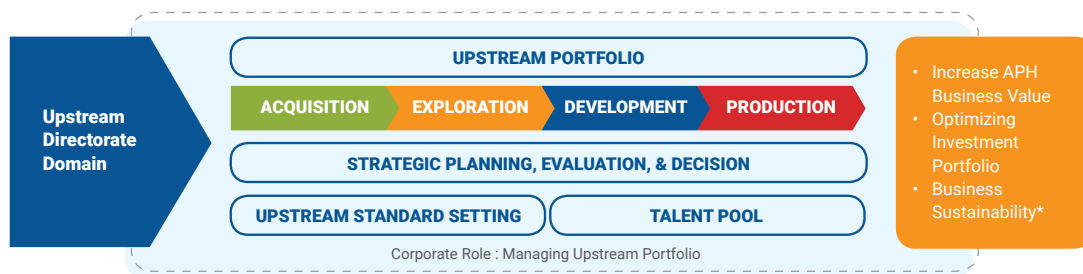 Upstream
Directorate
Domain
UPSTREAM PORTFOLIO
ACQUISITION
EXPLORATION
DEVELOPMENT
PRODUCTION
STRATEGIC PLANNING, EVALUATION, & DECISION
UPSTREAM STANDARD SETTING
TALENT POOL
Corporate Role : Managing Upstream Portfolio
• Increase APH
Business Value
• Optimizing
Investment
Portfolio
• Business
Sustainability*